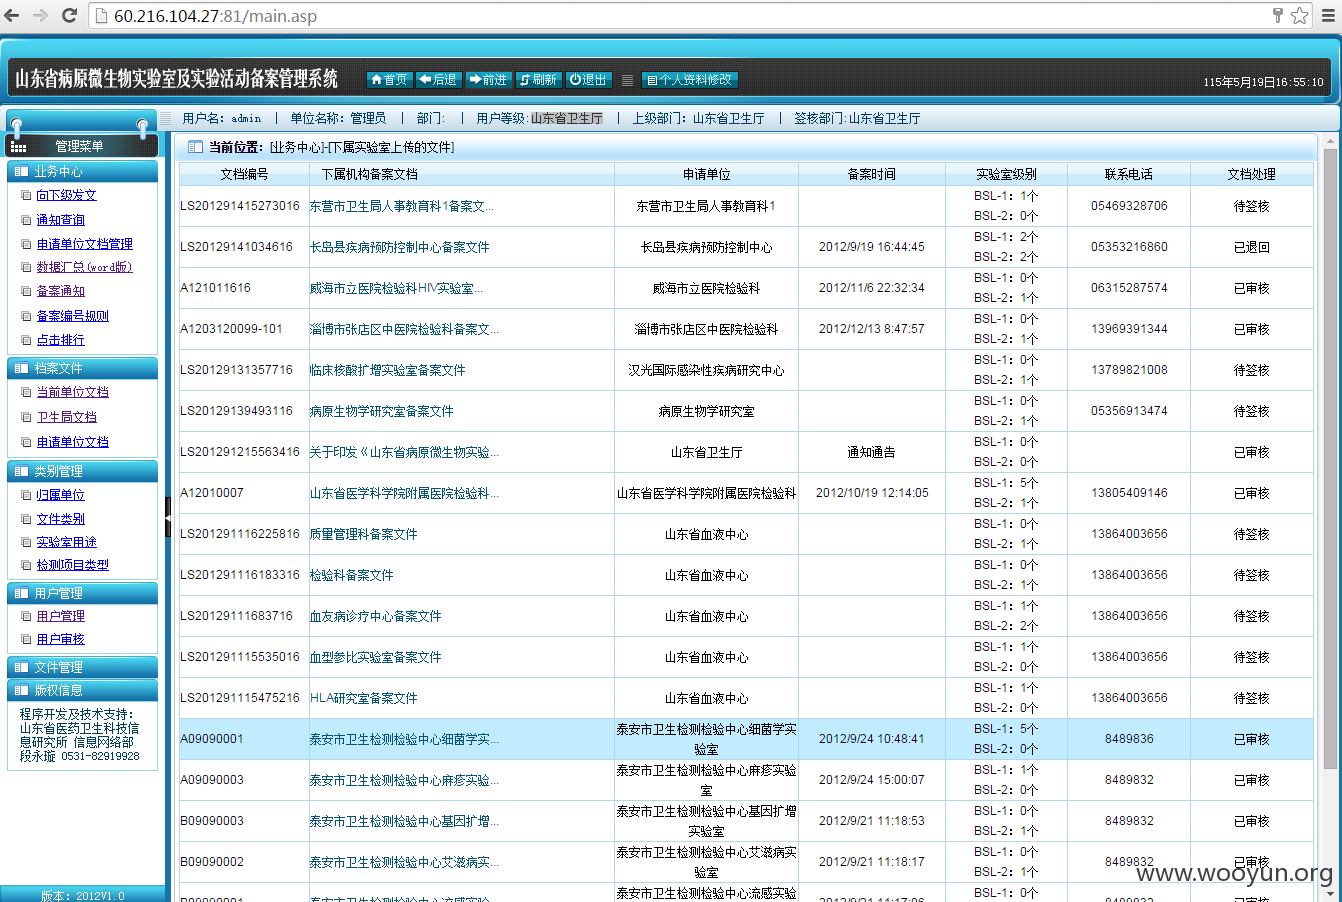 60.216.104.27:81/main.asp
山东省病原微生物实验室及实验活动备案管理系统
首页 后退 前进 刷新 退出 个人资料修改
115年5月19日16:55:10
用户名: admin | 单位名称: 管理员 | 部门: | 用户等级:山东省卫生厅 | 上级部门: 山东省卫生厅 | 签核部门:山东省卫生厅
管理菜单
业务中心
向下级发文
通知查询
申请单位文档管理
数据汇总(word版)
备案通知
备案编号规则
点击排行
档案文件
当前单位文档
卫生局文档
申请单位文档
类别管理
归属单位
文件类别
实验室用途
检测项目类型
用户管理
用户管理
用户审核
文件管理
版权信息
程序开发及技术支持:
山东省医药卫生科技信
息研究所 信息网络部
段永璇 0531-82919928
版本: 2012V1.0
当前位置: [业务中心]-[下属实验室上传的文件]
文档编号 下属机构备案文档 申请单位 备案时间 实验室级别 联系电话 文档处理
LS201291415273016 东营市卫生局人事教育科1备案文... 东营市卫生局人事教育科1 BSL-1: 1个 05469328706 待签核
BSL-2: 0个
LS20129141034616 长岛县疾病预防控制中心备案文件 长岛县疾病预防控制中心 2012/9/19 16:44:45 BSL-1: 2个 05353216860 已退回
BSL-2: 2个
A121011616 威海市立医院检验科HIV实验室... 威海市立医院检验科 2012/11/6 22:32:34 BSL-1: 0个 06315287574 已审核
BSL-2: 1个
A1203120099-101 淄博市张店区中医院检验科备案文... 淄博市张店区中医院检验科 2012/12/13 8:47:57 BSL-1: 0个 13969391344 已审核
BSL-2: 1个
LS20129131357716 临床核酸扩增实验室备案文件 汉光国际感染性疾病研究中心 BSL-1: 0个 13789821008 待签核
BSL-2: 1个
LS20129139493116 病原生物学研究室备案文件 病原生物学研究室 BSL-1: 0个 05356913474 待签核
BSL-2: 1个
LS201291215563416 关于印发《山东省病原微生物实验... 山东省卫生厅 通知通告 BSL-1: 0个 已审核
BSL-2: 0个
A12010007 山东省医学科学院附属医院检验科... 山东省医学科学院附属医院检验科 2012/10/19 12:14:05 BSL-1: 5个 13805409146 已审核
BSL-2: 1个
LS201291116225816 质量管理科备案文件 山东省血液中心 BSL-1: 0个 13864003656 待签核
BSL-2: 1个
LS201291116183316 检验科备案文件 山东省血液中心 BSL-1: 0个 13864003656 待签核
BSL-2: 1个
LS20129111683716 血友病诊疗中心备案文件 山东省血液中心 BSL-1: 1个 13864003656 待签核
BSL-2: 2个
LS201291115535016 血型参比实验室备案文件 山东省血液中心 BSL-1: 1个 13864003656 待签核
BSL-2: 0个
LS201291115475216 HLA研究室备案文件 山东省血液中心 BSL-1: 1个 13864003656 待签核
BSL-2: 0个
A09090001 泰安市卫生检测检验中心细菌学实... 泰安市卫生检测检验中心细菌学实验室 2012/9/24 10:48:41 BSL-1: 5个 8489836 已审核
BSL-2: 0个
A09090003 泰安市卫生检测检验中心麻疹实验... 泰安市卫生检测检验中心麻疹实验室 2012/9/24 15:00:07 BSL-1: 1个 8489832 已审核
BSL-2: 0个
B09090003 泰安市卫生检测检验中心基因扩增... 泰安市卫生检测检验中心基因扩增实验室 2012/9/21 11:18:53 BSL-1: 0个 8489832 已审核
BSL-2: 1个
B09090002 泰安市卫生检测检验中心艾滋病实... 泰安市卫生检测检验中心艾滋病实验室 2012/9/21 11:18:17 BSL-1: 0个 8489832 已审核
BSL-2: 1个
泰安市卫生检测检验中心流感实验 BSL-1: 0个
www.wooyun.org